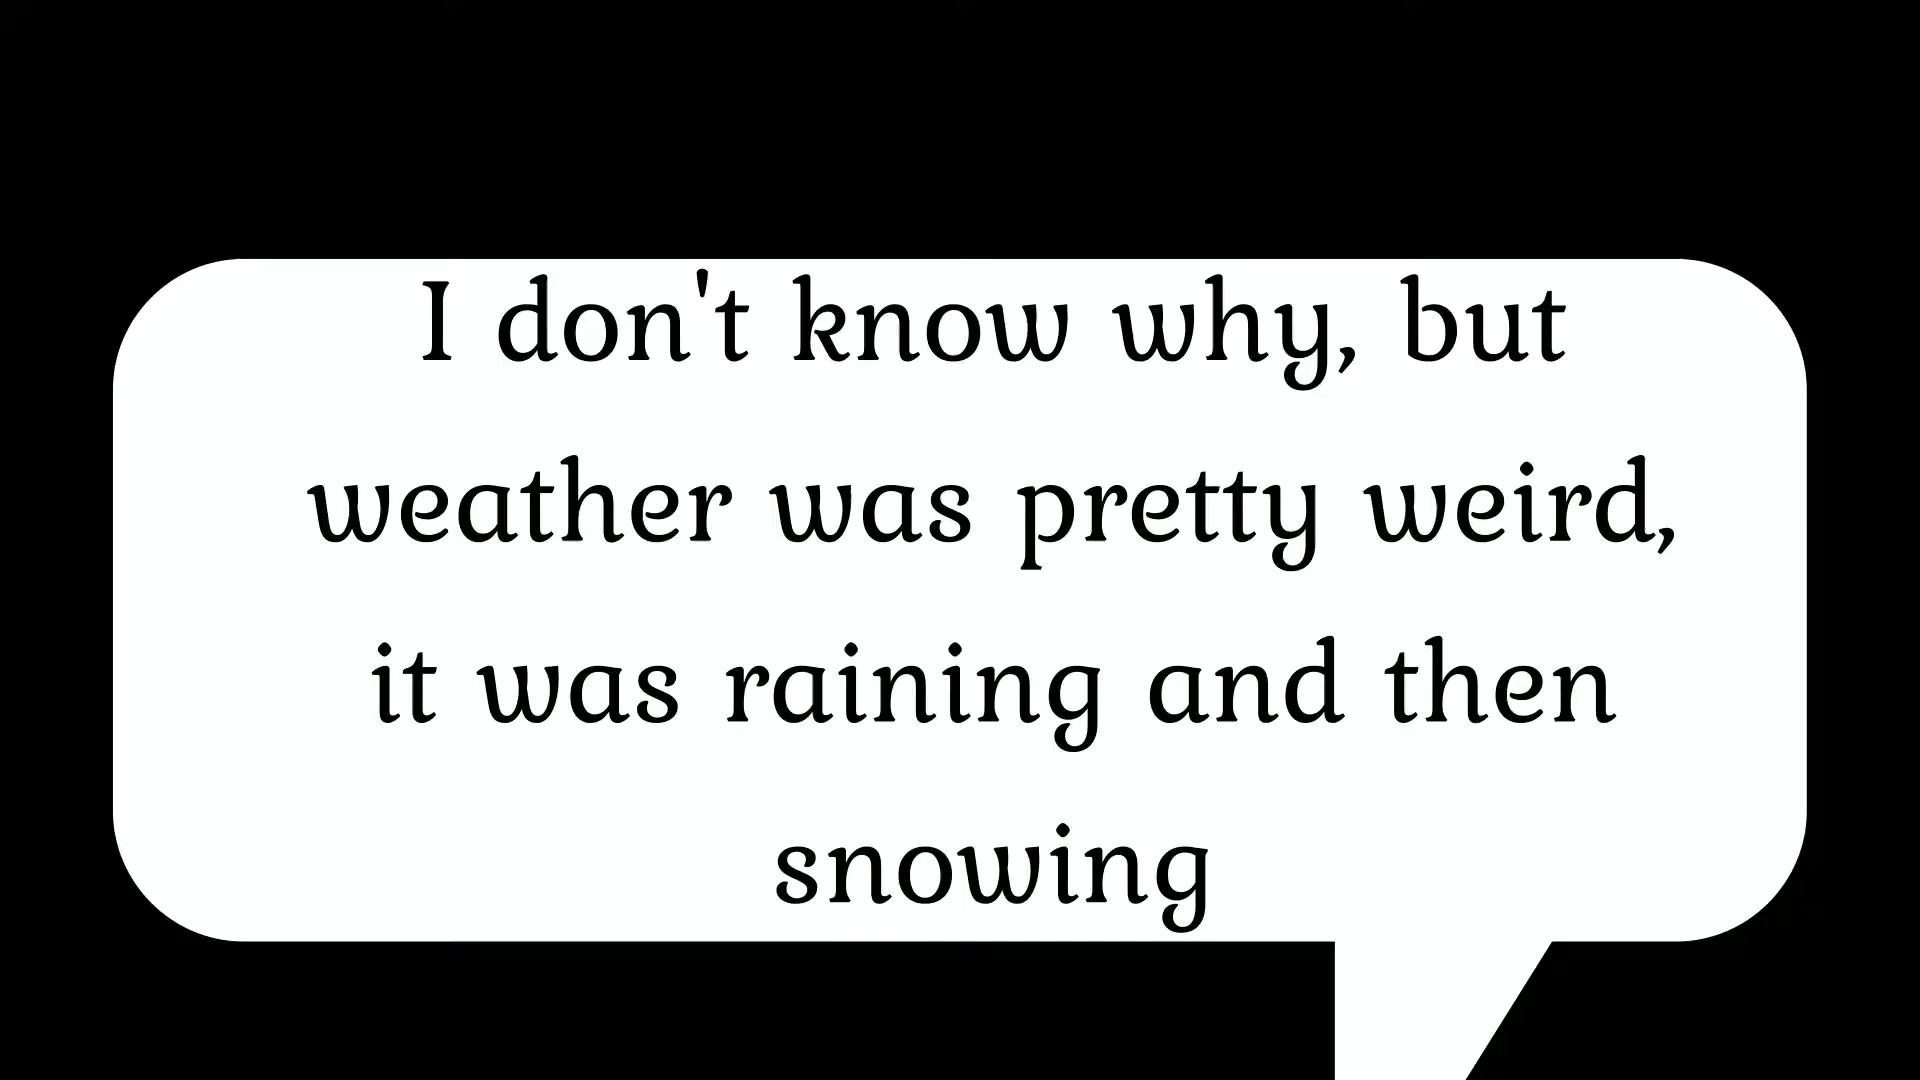 I don't know why, but
weather was pretty weird,
it was raining and then
snowing